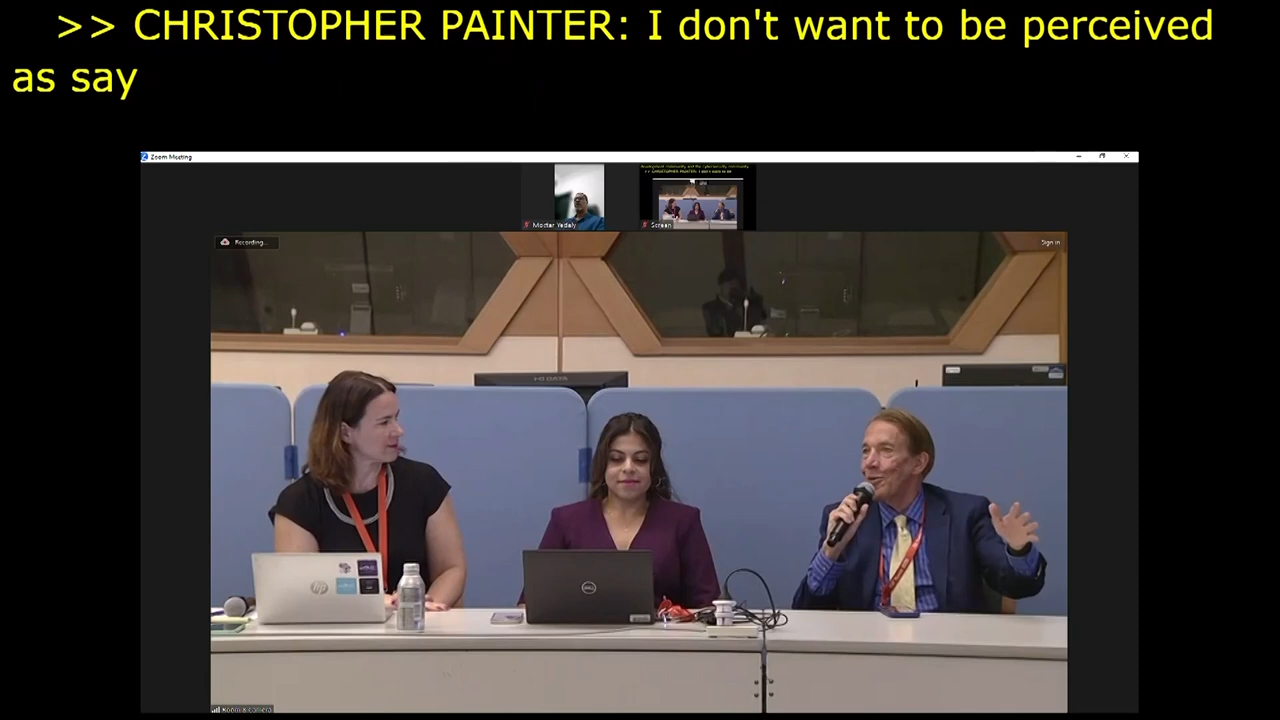 >> CHRISTOPHER PAINTER: I don't want to be perceived
as say
Zoom Meeting
Moctar Yedaly
Screen
Recording...
Sign in